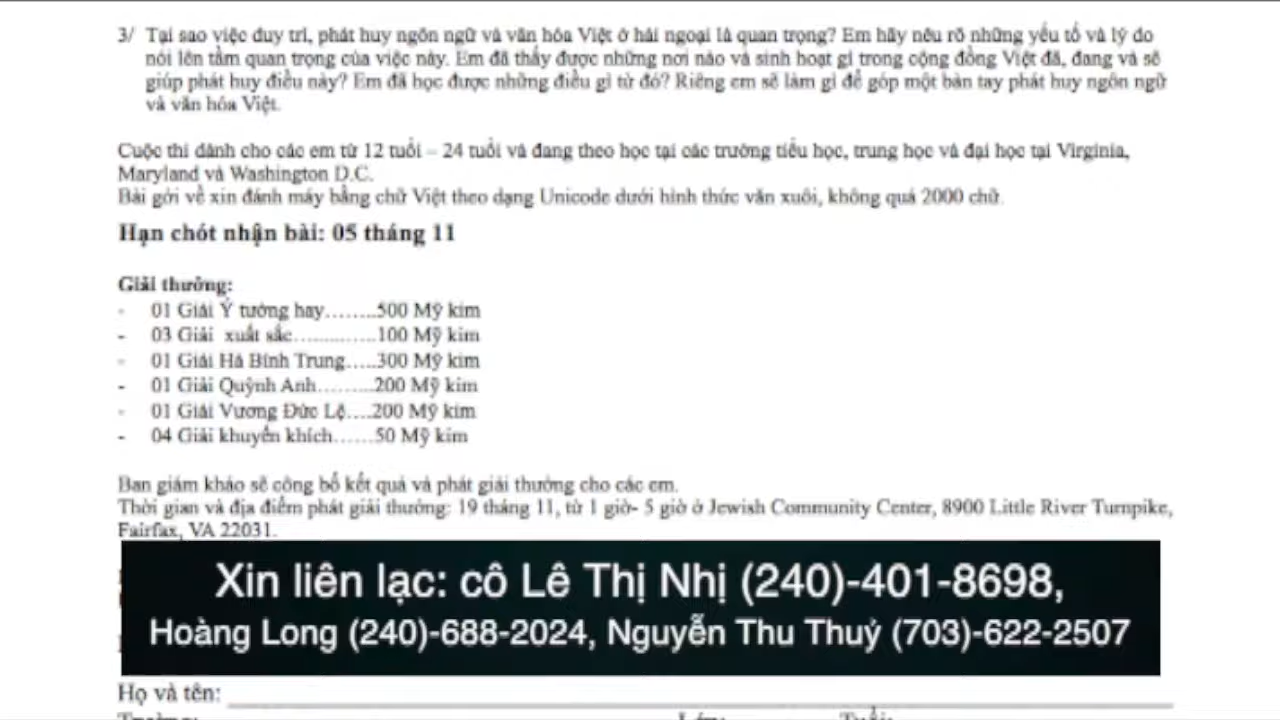 3/ Tại sao việc duy trì, phát huy ngôn ngữ và văn hóa Việt ở hải ngoại là quan trọng? Em hãy nêu rõ những yếu tố và lý do
nói lên tầm quan trọng của việc này. Em đã thấy được những nơi nào và sinh hoạt gì trong cộng đồng Việt đã, đang và sẽ
giúp phát huy điều này? Em đã học được những điều gì từ đó? Riêng em sẽ làm gì để góp một bàn tay phát huy ngôn ngữ
và văn hóa Việt.
Cuộc thi dành cho các em từ 12 tuổi – 24 tuổi và đang theo học tại các trường tiểu học, trung học và đại học tại Virginia,
Maryland và Washington D.C.
Bài gởi về xin đánh máy bằng chữ Việt theo dạng Unicode dưới hình thức văn xuôi, không quá 2000 chữ.
Hạn chót nhận bài: 05 tháng 11
Giải thưởng:
- 01 Giải Ý tưởng hay........500 Mỹ kim
- 03 Giải xuất sắc..............100 Mỹ kim
- 01 Giải Hà Bỉnh Trung.....300 Mỹ kim
- 01 Giải Quỳnh Anh.........200 Mỹ kim
- 01 Giải Vương Đức Lệ....200 Mỹ kim
- 04 Giải khuyến khích......50 Mỹ kim
Ban giám khảo sẽ công bố kết quả và phát giải thưởng cho các em.
Thời gian và địa điểm phát giải thưởng: 19 tháng 11, từ 1 giờ- 5 giờ ở Jewish Community Center, 8900 Little River Turnpike,
Fairfax, VA 22031.
Xin liên lạc: cô Lê Thị Nhị (240)-401-8698,
Hoàng Long (240)-688-2024, Nguyễn Thu Thuỷ (703)-622-2507
Họ và tên: